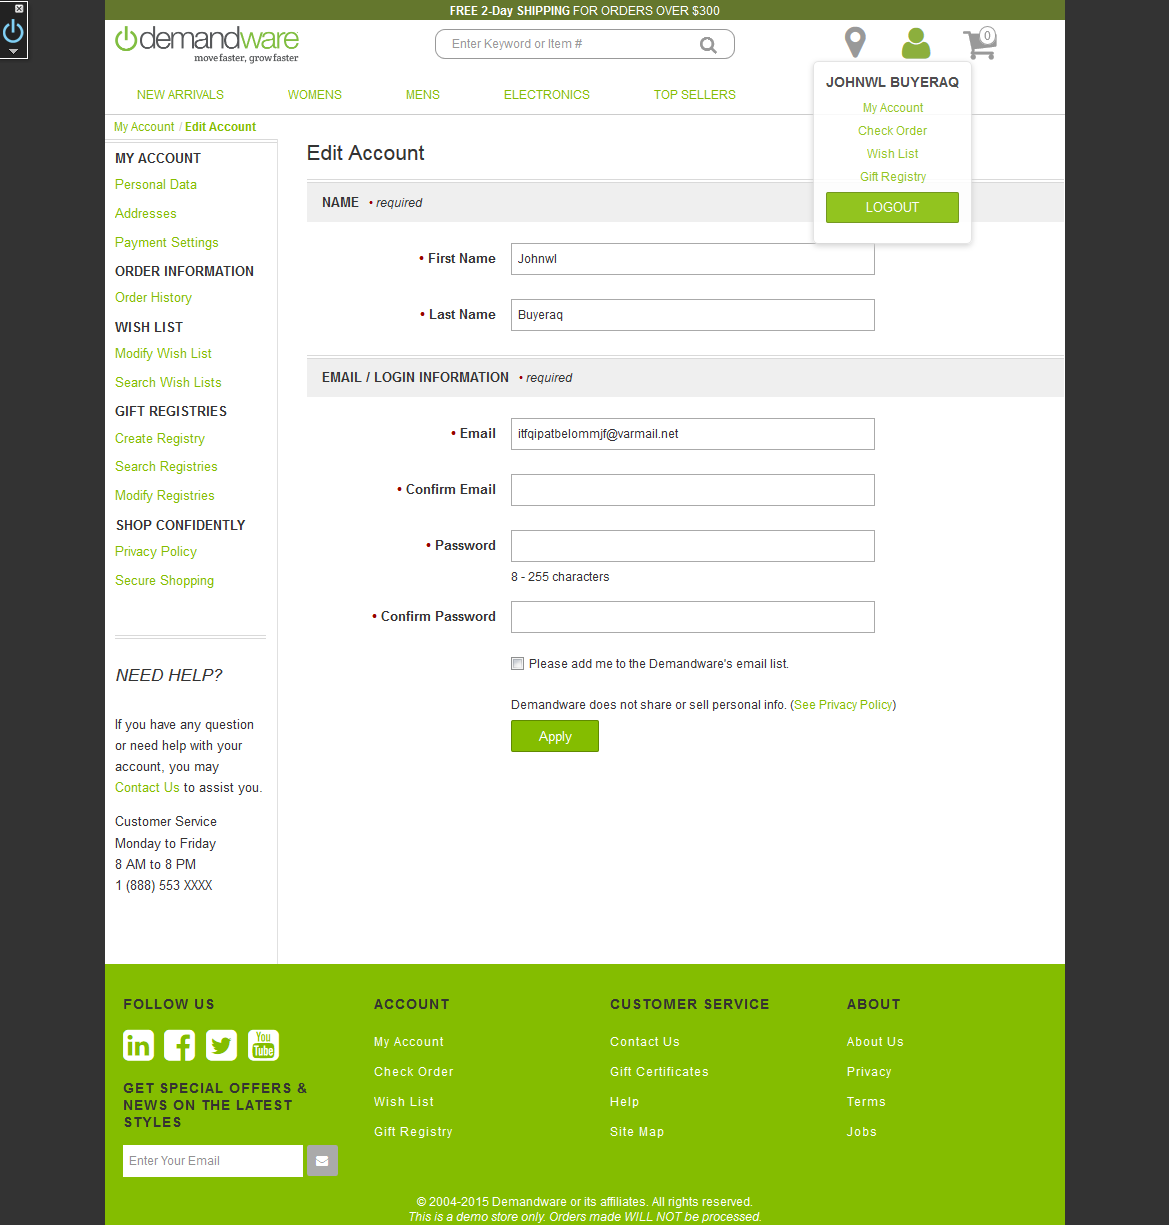 FREE 2-Day SHIPPING FOR ORDERS OVER $300
demandware
move faster, grow faster
Enter Keyword or Item #
0
NEW ARRIVALS
WOMENS
MENS
ELECTRONICS
TOP SELLERS
JOHNWL BUYERAQ
My Account
Check Order
Wish List
Gift Registry
LOGOUT
My Account / Edit Account
MY ACCOUNT
Personal Data
Addresses
Payment Settings
ORDER INFORMATION
Order History
WISH LIST
Modify Wish List
Search Wish Lists
GIFT REGISTRIES
Create Registry
Search Registries
Modify Registries
SHOP CONFIDENTLY
Privacy Policy
Secure Shopping
NEED HELP?
If you have any question
or need help with your
account, you may
Contact Us to assist you.
Customer Service
Monday to Friday
8 AM to 8 PM
1 (888) 553 XXXX
Edit Account
NAME • required
• First Name
Johnwl
• Last Name
Buyeraq
EMAIL / LOGIN INFORMATION • required
• Email
itfqipatbelommjf@varmail.net
• Confirm Email
• Password
8 - 255 characters
• Confirm Password
Please add me to the Demandware's email list.
Demandware does not share or sell personal info. (See Privacy Policy)
Apply
FOLLOW US
in
You
Tube
GET SPECIAL OFFERS &
NEWS ON THE LATEST
STYLES
Enter Your Email
ACCOUNT
My Account
Check Order
Wish List
Gift Registry
CUSTOMER SERVICE
Contact Us
Gift Certificates
Help
Site Map
ABOUT
About Us
Privacy
Terms
Jobs
© 2004-2015 Demandware or its affiliates. All rights reserved.
This is a demo store only. Orders made WILL NOT be processed.